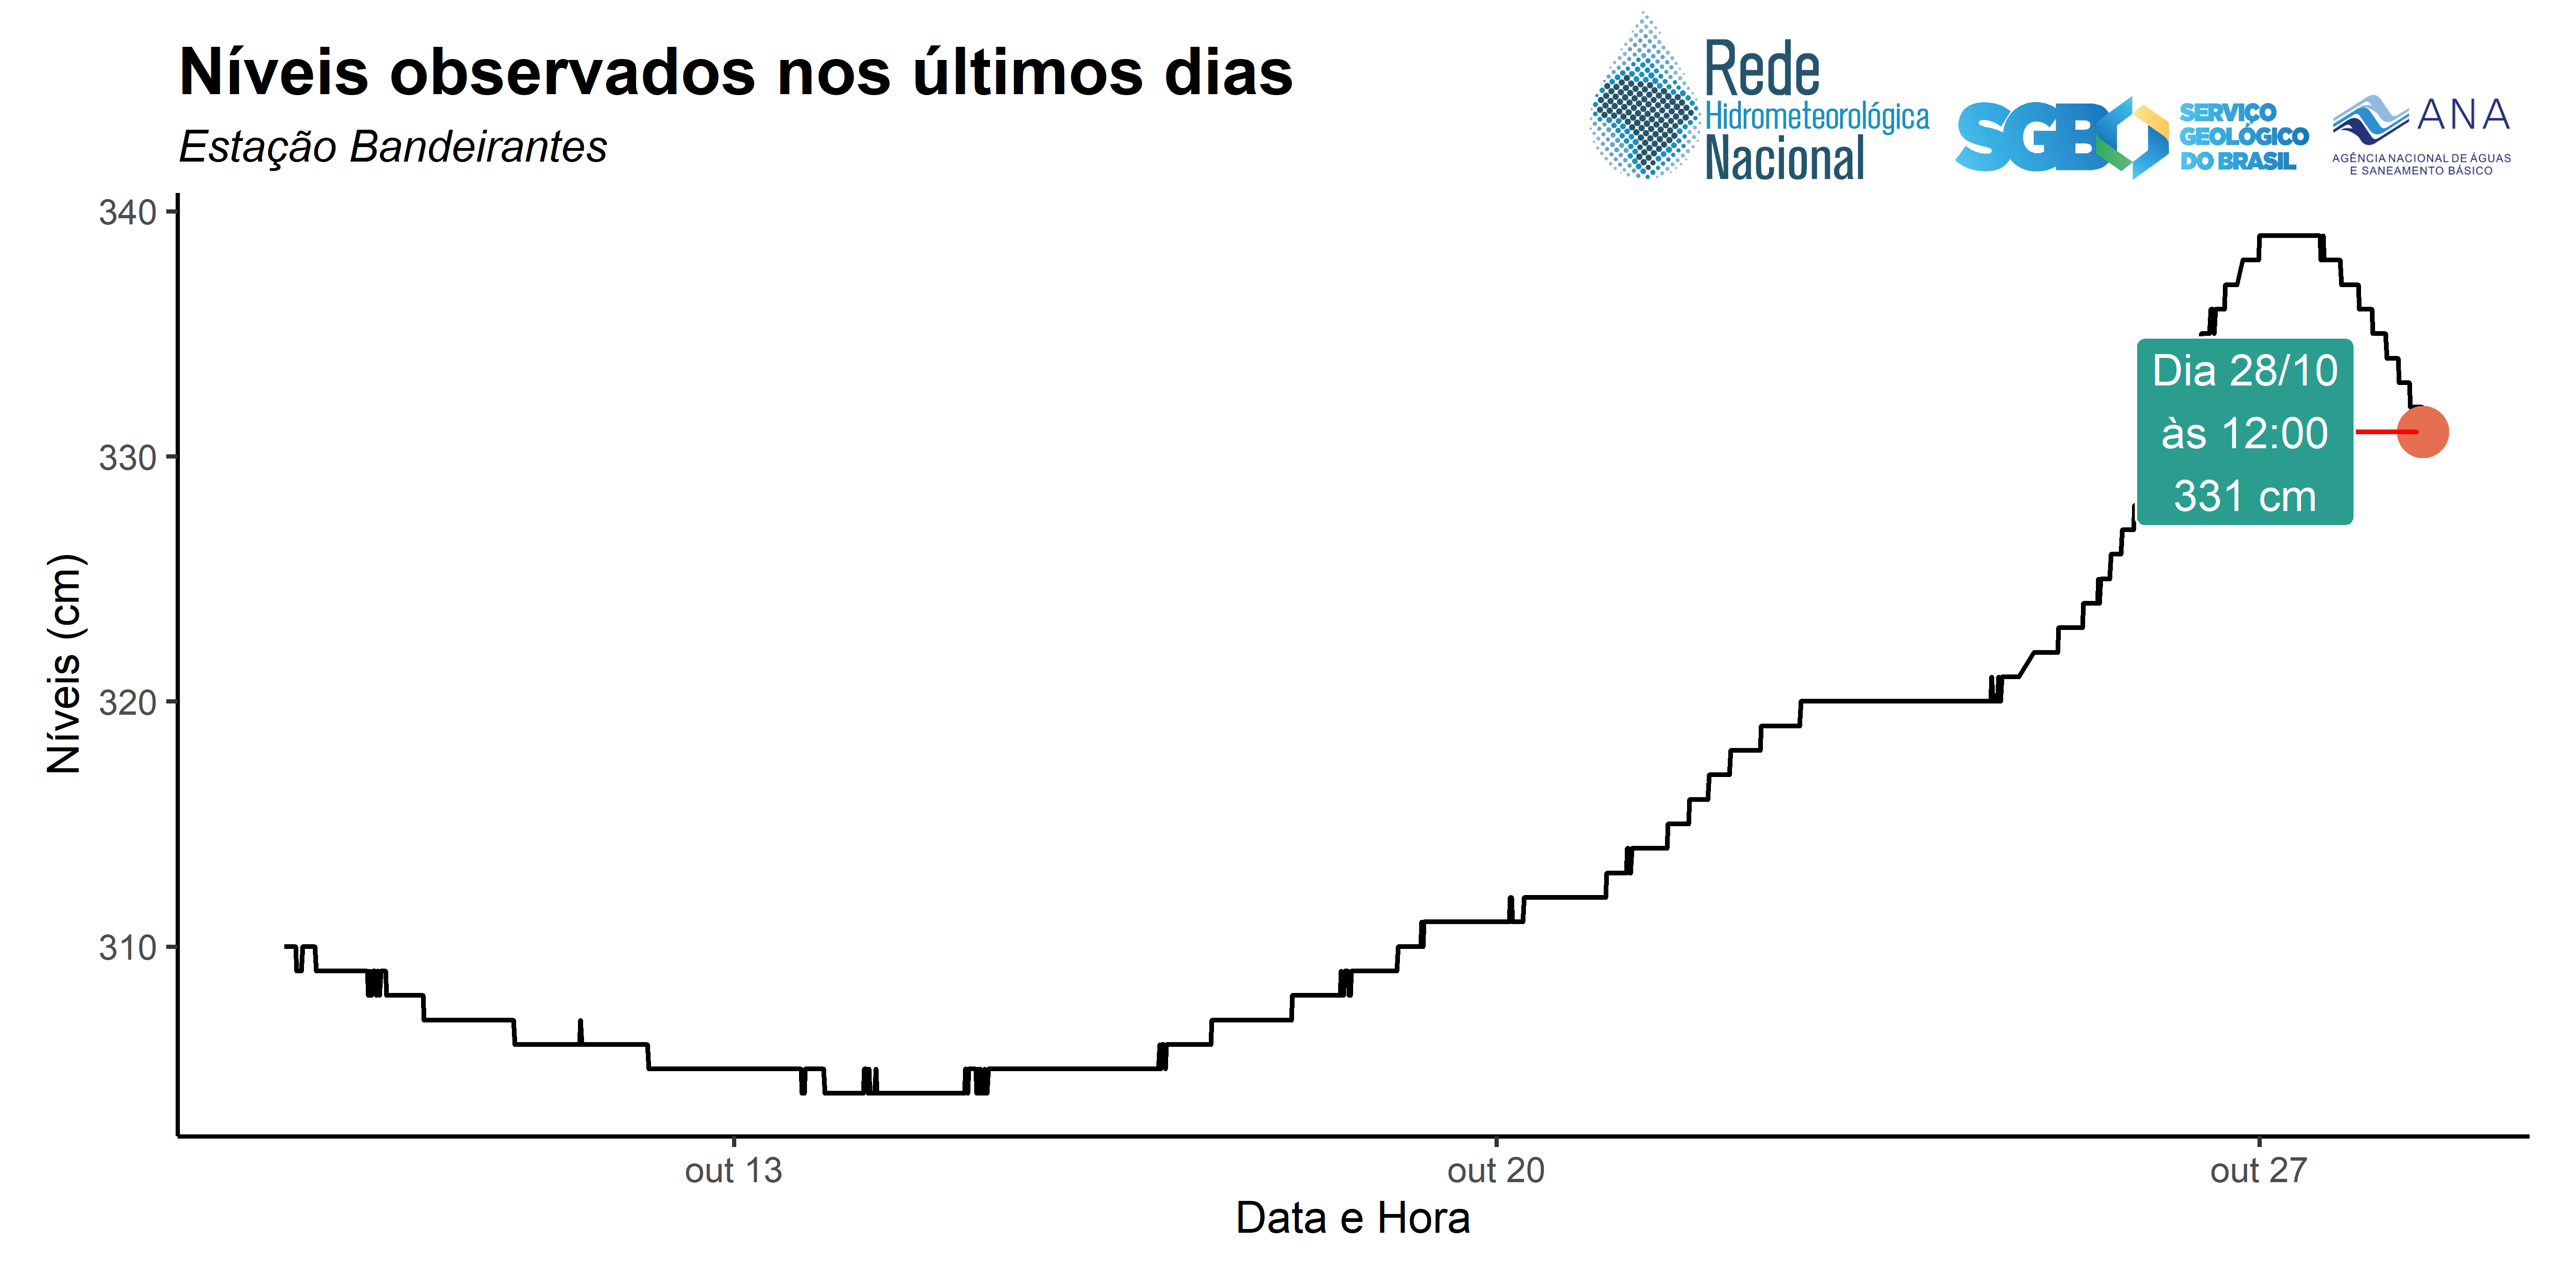 Níveis observados nos últimos dias
Estação Bandeirantes
Rede
Hidrometeorológica
Nacional
SGB
SERVIÇO
GEOLÓGICO
DO BRASIL
ANA
AGÊNCIA NACIONAL DE ÁGUAS
E SANEAMENTO BÁSICO
340
330
320
310
Níveis (cm)
Dia 28/10
às 12:00
331 cm
out 13
out 20
out 27
Data e Hora